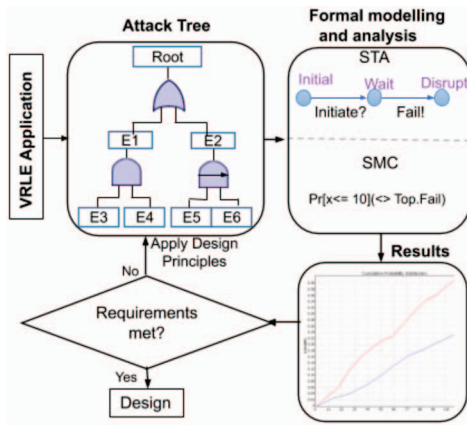 Attack Tree
Formal modelling
and analysis
VRLE Application
Root
E1
E2
E3
E4
E5
E6
STA
Initial
Wait
Disrupt
Initiate?
Fail!
SMC
Pr[x<= 10](<> Top.Fail)
Apply Design
Principles
Results
No
Requirements
met?
Yes
Design